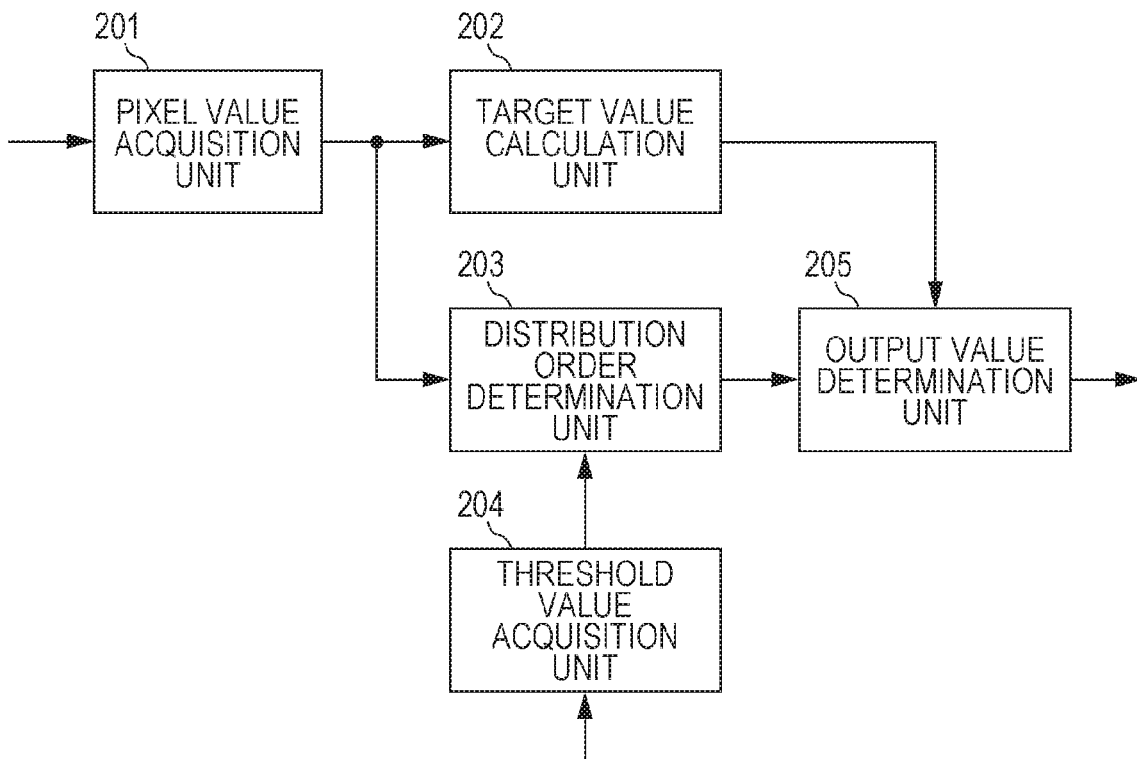 201
PIXEL VALUE
ACQUISITION
UNIT
202
TARGET VALUE
CALCULATION
UNIT
203
DISTRIBUTION
ORDER
DETERMINATION
UNIT
205
OUTPUT VALUE
DETERMINATION
UNIT
204
THRESHOLD
VALUE
ACQUISITION
UNIT